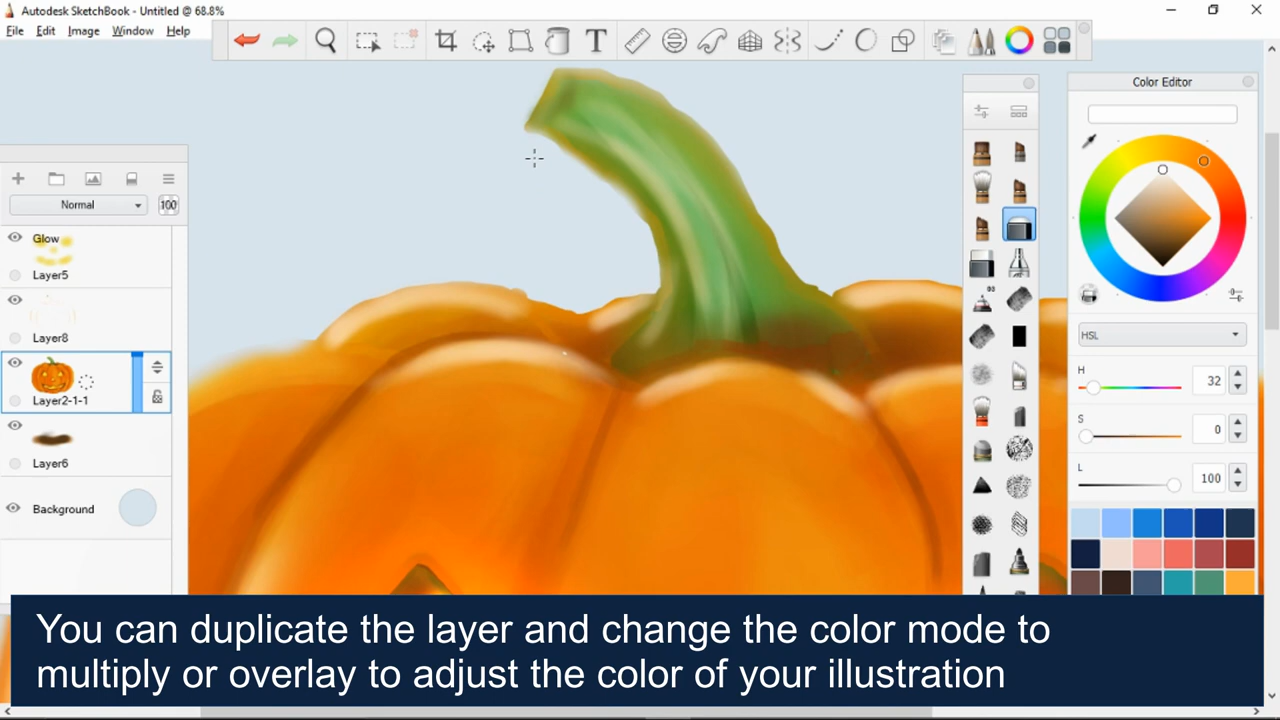 Autodesk SketchBook - Untitled @ 68.8%
File Edit Image Window Help
Color Editor
Normal 100
Glow
Layer5
Layer8
Layer2-1-1
Layer6
Background
HSL
H 32
S 0
L 100
You can duplicate the layer and change the color mode to
multiply or overlay to adjust the color of your illustration